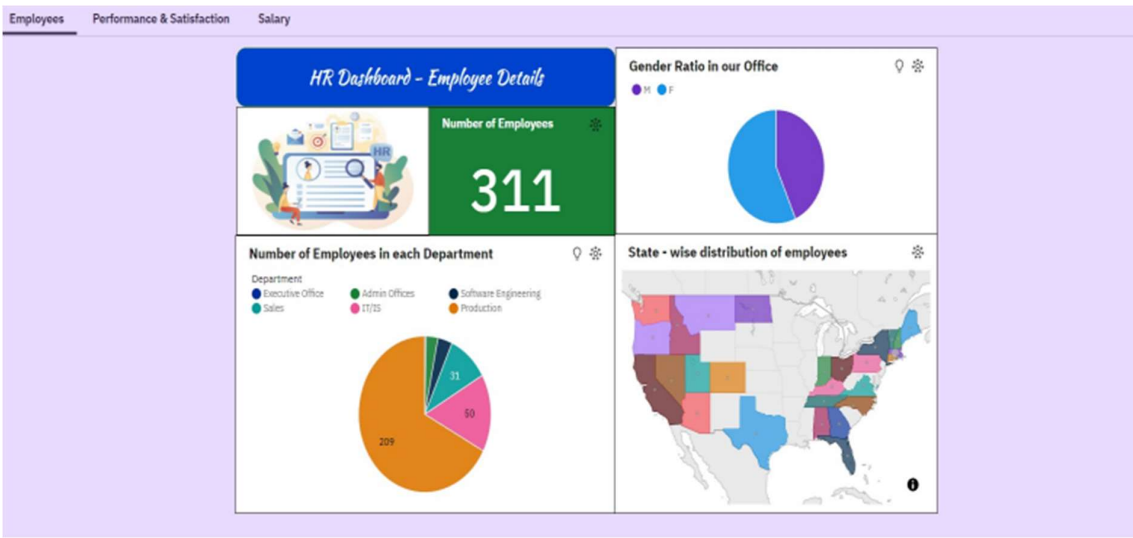 Employees Performance & Satisfaction Salary
HR Dashboard - Employee Details
HR
Number of Employees
311
Gender Ratio in our Office
M F
Number of Employees in each Department
Department
Executive Office Admin Offices Software Engineering
Sales IT/IS Production
31
50
209
State - wise distribution of employees